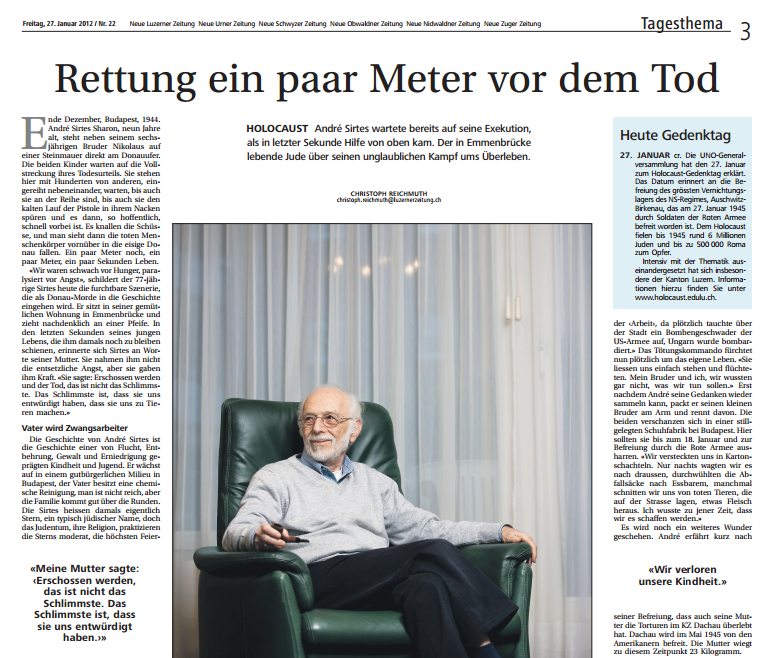 Freitag, 27. Januar 2012 / Nr. 22
Neue Luzerner Zeitung Neue Urner Zeitung Neue Schwyzer Zeitung Neue Obwaldner Zeitung Neue Nidwaldner Zeitung Neue Zuger Zeitung
Tagesthema
3
Rettung ein paar Meter vor dem Tod
Ende Dezember, Budapest, 1944.
André Sirtes Sharon, neun Jahre
alt, steht neben seinem sechs-
jährigen Bruder Nikolaus auf
einer Steinmauer direkt am Donauufer.
Die beiden Kinder warten auf die Voll-
streckung ihres Todesurteils. Sie stehen
hier mit Hunderten von anderen, ein-
gereiht nebeneinander, warten, bis auch
sie an der Reihe sind, bis auch sie den
kalten Lauf der Pistole in ihrem Nacken
spüren und es dann, so hoffentlich,
schnell vorbei ist. Es knallen die Schüs-
se, und man sieht dann die toten Men-
schenkörper vornüber in die eisige Do-
nau fallen. Ein paar Meter noch, ein
paar Meter, ein paar Sekunden Leben.
«Wir waren schwach vor Hunger, para-
lysiert vor Angst», schildert der 77-jäh-
rige Sirtes heute die furchtbare Szenerie,
die als Donau-Morde in die Geschichte
eingehen wird. Er sitzt in seiner gemüt-
lichen Wohnung in Emmenbrücke und
zieht nachdenklich an einer Pfeife. In
den letzten Sekunden seines jungen
Lebens, die ihm damals noch zu bleiben
schienen, erinnerte sich Sirtes an Wor-
te seiner Mutter. Sie nahmen ihm nicht
die entsetzliche Angst, aber sie gaben
ihm Kraft. «Sie sagte: Erschossen werden
und der Tod, das ist nicht das Schlimms-
te. Das Schlimmste ist, dass sie uns
entwürdigt haben, dass sie uns zu Tie-
ren machen.»
Vater wird Zwangsarbeiter
Die Geschichte von André Sirtes ist
die Geschichte einer von Flucht, Ent-
behrung, Gewalt und Erniedrigung ge-
prägten Kindheit und Jugend. Er wächst
auf in einem gutbürgerlichen Milieu in
Budapest, der Vater besitzt eine chemi-
sche Reinigung, man ist nicht reich, aber
die Familie kommt gut über die Runden.
Die Sirtes heissen damals eigentlich
Stern, ein typisch jüdischer Name, doch
das Judentum, ihre Religion, praktizieren
die Sterns moderat, die höchsten Feier-
«Meine Mutter sagte:
‹Erschossen werden,
das ist nicht das
Schlimmste. Das
Schlimmste ist, dass
sie uns entwürdigt
haben.›»
HOLOCAUST André Sirtes wartete bereits auf seine Exekution,
als in letzter Sekunde Hilfe von oben kam. Der in Emmenbrücke
lebende Jude über seinen unglaublichen Kampf ums Überleben.
CHRISTOPH REICHMUTH
christoph.reichmuth@luzernerzeitung.ch
Heute Gedenktag
27. JANUAR cr. Die UNO-General-
versammlung hat den 27. Januar
zum Holocaust-Gedenktag erklärt.
Das Datum erinnert an die Be-
freiung des grössten Vernichtungs-
lagers des NS-Regimes, Auschwitz-
Birkenau, das am 27. Januar 1945
durch Soldaten der Roten Armee
befreit worden ist. Dem Holocaust
fielen bis 1945 rund 6 Millionen
Juden und bis zu 500 000 Roma
zum Opfer.
Intensiv mit der Thematik aus-
einandergesetzt hat sich insbeson-
dere der Kanton Luzern. Informa-
tionen hierzu finden Sie unter
www.holocaust.edulu.ch.
der ‹Arbeit›, da plötzlich tauchte über
der Stadt ein Bombengeschwader der
US-Armee auf, Ungarn wurde bombar-
diert.» Das Tötungskommando fürchtet
nun plötzlich um das eigene Leben. «Sie
liessen uns einfach stehen und flüchte-
ten. Mein Bruder und ich, wir wussten
gar nicht, was wir tun sollen.» Erst
nachdem André seine Gedanken wieder
sammeln kann, packt er seinen kleinen
Bruder am Arm und rennt davon. Die
beiden verschanzen sich in einer still-
gelegten Schuhfabrik bei Budapest. Hier
sollten sie bis zum 18. Januar und zur
Befreiung durch die Rote Armee aus-
harren. «Wir versteckten uns in Karton-
schachteln. Nur nachts wagten wir es
nach draussen, durchwühlten die Ab-
fallsäcke nach Essbarem, manchmal
schnitten wir uns von toten Tieren, die
auf der Strasse lagen, etwas Fleisch
heraus. Ich wusste zu jener Zeit, dass
wir es schaffen werden.»
Es wird noch ein weiteres Wunder
geschehen. André erfährt kurz nach
«Wir verloren
unsere Kindheit.»
seiner Befreiung, dass auch seine Mut-
ter die Torturen im KZ Dachau überlebt
hat. Dachau wird im Mai 1945 von den
Amerikanern befreit. Die Mutter wiegt
zu diesem Zeitpunkt 23 Kilogramm.